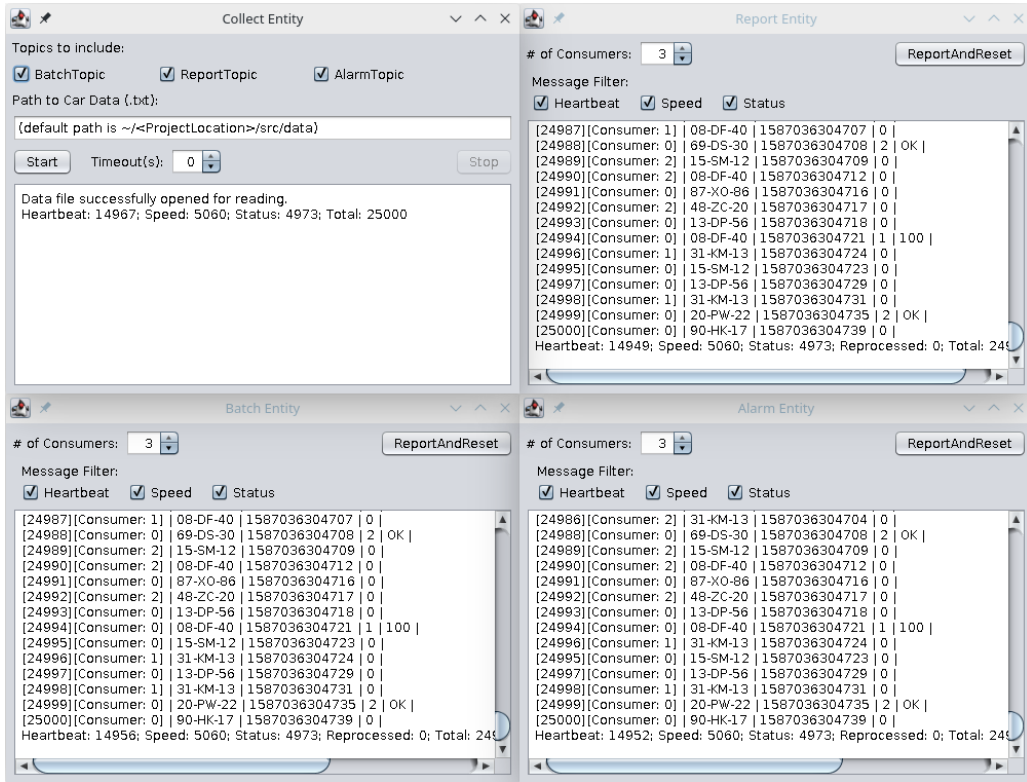 Collect Entity
Topics to include:
BatchTopic ReportTopic AlarmTopic
Path to Car Data (.txt):
(default path is ~/<ProjectLocation>/src/data)
Start Timeout(s): 0 Stop
Data file successfully opened for reading.
Heartbeat: 14967; Speed: 5060; Status: 4973; Total: 25000
Report Entity
# of Consumers: 3 ReportAndReset
Message Filter:
Heartbeat Speed Status
[24987][Consumer: 1] | 08-DF-40 | 1587036304707 | 0 |
[24988][Consumer: 0] | 69-DS-30 | 1587036304708 | 2 | OK |
[24989][Consumer: 2] | 15-SM-12 | 1587036304709 | 0 |
[24990][Consumer: 2] | 08-DF-40 | 1587036304712 | 0 |
[24991][Consumer: 0] | 87-XO-86 | 1587036304716 | 0 |
[24992][Consumer: 2] | 48-ZC-20 | 1587036304717 | 0 |
[24993][Consumer: 0] | 13-DP-56 | 1587036304718 | 0 |
[24994][Consumer: 0] | 08-DF-40 | 1587036304721 | 1 | 100 |
[24996][Consumer: 1] | 31-KM-13 | 1587036304724 | 0 |
[24995][Consumer: 0] | 15-SM-12 | 1587036304723 | 0 |
[24997][Consumer: 0] | 13-DP-56 | 1587036304729 | 0 |
[24998][Consumer: 1] | 31-KM-13 | 1587036304731 | 0 |
[24999][Consumer: 0] | 20-PW-22 | 1587036304735 | 2 | OK |
[25000][Consumer: 0] | 90-HK-17 | 1587036304739 | 0 |
Heartbeat: 14949; Speed: 5060; Status: 4973; Reprocessed: 0; Total: 249
Batch Entity
# of Consumers: 3 ReportAndReset
Message Filter:
Heartbeat Speed Status
[24987][Consumer: 1] | 08-DF-40 | 1587036304707 | 0 |
[24988][Consumer: 0] | 69-DS-30 | 1587036304708 | 2 | OK |
[24989][Consumer: 2] | 15-SM-12 | 1587036304709 | 0 |
[24990][Consumer: 2] | 08-DF-40 | 1587036304712 | 0 |
[24991][Consumer: 0] | 87-XO-86 | 1587036304716 | 0 |
[24992][Consumer: 2] | 48-ZC-20 | 1587036304717 | 0 |
[24993][Consumer: 0] | 13-DP-56 | 1587036304718 | 0 |
[24994][Consumer: 0] | 08-DF-40 | 1587036304721 | 1 | 100 |
[24995][Consumer: 0] | 15-SM-12 | 1587036304723 | 0 |
[24996][Consumer: 1] | 31-KM-13 | 1587036304724 | 0 |
[24997][Consumer: 0] | 13-DP-56 | 1587036304729 | 0 |
[24998][Consumer: 1] | 31-KM-13 | 1587036304731 | 0 |
[24999][Consumer: 0] | 20-PW-22 | 1587036304735 | 2 | OK |
[25000][Consumer: 0] | 90-HK-17 | 1587036304739 | 0 |
Heartbeat: 14956; Speed: 5060; Status: 4973; Reprocessed: 0; Total: 249
Alarm Entity
# of Consumers: 3 ReportAndReset
Message Filter:
Heartbeat Speed Status
[24986][Consumer: 2] | 31-KM-13 | 1587036304704 | 0 |
[24988][Consumer: 0] | 69-DS-30 | 1587036304708 | 2 | OK |
[24989][Consumer: 2] | 15-SM-12 | 1587036304709 | 0 |
[24990][Consumer: 2] | 08-DF-40 | 1587036304712 | 0 |
[24991][Consumer: 0] | 87-XO-86 | 1587036304716 | 0 |
[24992][Consumer: 2] | 48-ZC-20 | 1587036304717 | 0 |
[24993][Consumer: 0] | 13-DP-56 | 1587036304718 | 0 |
[24994][Consumer: 0] | 08-DF-40 | 1587036304721 | 1 | 100 |
[24996][Consumer: 1] | 31-KM-13 | 1587036304724 | 0 |
[24995][Consumer: 0] | 15-SM-12 | 1587036304723 | 0 |
[24997][Consumer: 0] | 13-DP-56 | 1587036304729 | 0 |
[24998][Consumer: 1] | 31-KM-13 | 1587036304731 | 0 |
[24999][Consumer: 0] | 20-PW-22 | 1587036304735 | 2 | OK |
[25000][Consumer: 0] | 90-HK-17 | 1587036304739 | 0 |
Heartbeat: 14952; Speed: 5060; Status: 4973; Reprocessed: 0; Total: 249